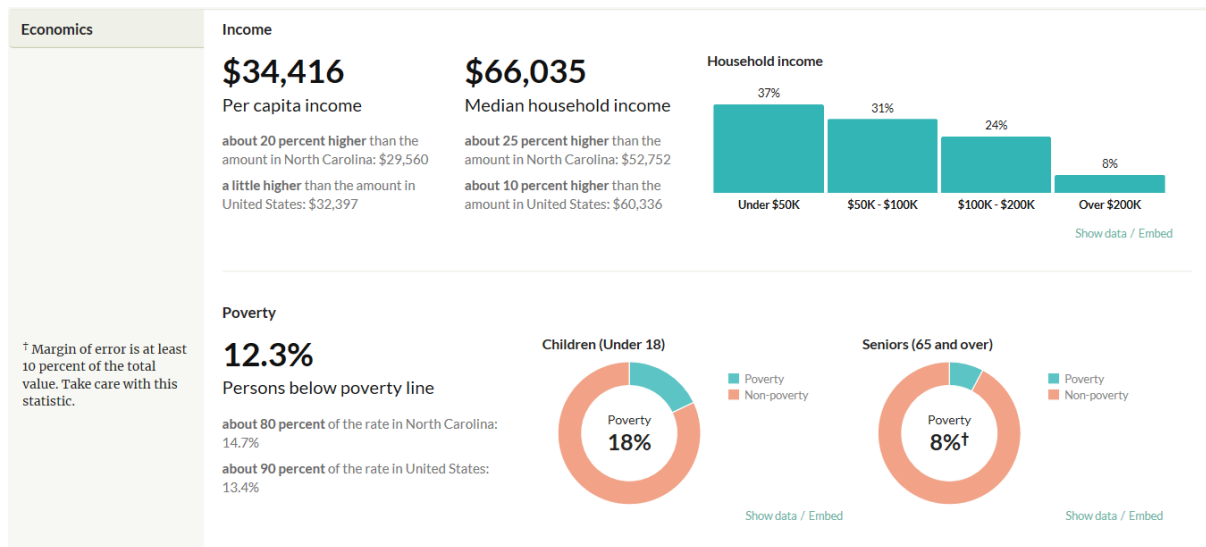 Economics
Income
$34,416
Per capita income
about 20 percent higher than the
amount in North Carolina: $29,560
a little higher than the amount in
United States: $32,397
$66,035
Median household income
about 25 percent higher than the
amount in North Carolina: $52,752
about 10 percent higher than the
amount in United States: $60,336
Household income
37%
31%
24%
8%
Under $50K
$50K - $100K
$100K - $200K
Over $200K
Show data / Embed
† Margin of error is at least
10 percent of the total
value. Take care with this
statistic.
Poverty
12.3%
Persons below poverty line
about 80 percent of the rate in North Carolina:
14.7%
about 90 percent of the rate in United States:
13.4%
Children (Under 18)
Poverty
18%
Poverty
Non-poverty
Show data / Embed
Seniors (65 and over)
Poverty
8%†
Poverty
Non-poverty
Show data / Embed